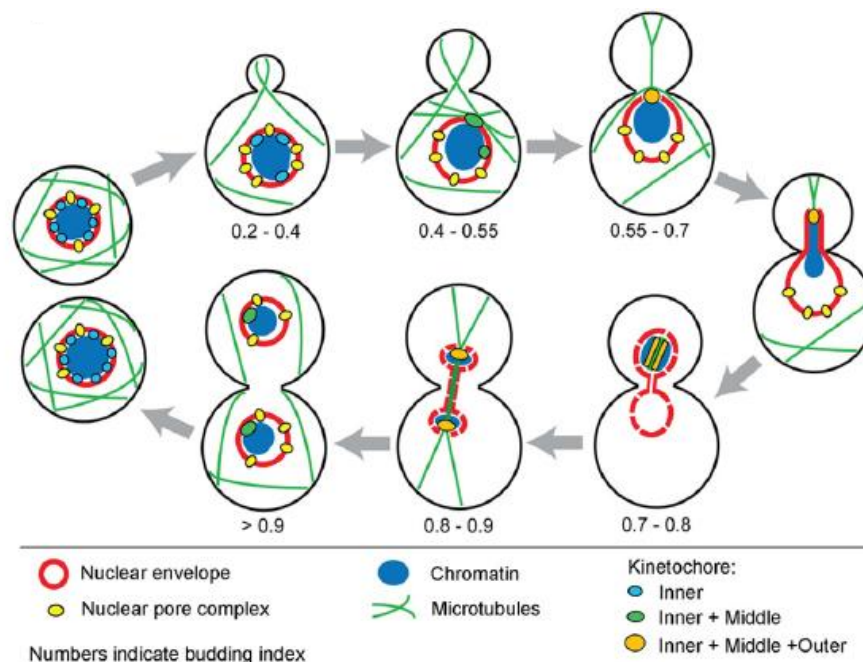 0.2 - 0.4
0.4 - 0.55
0.55 - 0.7
> 0.9
0.8 - 0.9
0.7 - 0.8
Nuclear envelope
Nuclear pore complex
Chromatin
Microtubules
Kinetochore:
Inner
Inner + Middle
Inner + Middle +Outer
Numbers indicate budding index